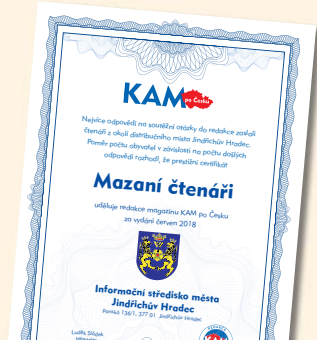 KAM po Česku
Nejvíce odpovědí na soutěžní otázky do redakce zaslali
čtenáři z okolí distribučního místa Jindřichův Hradec.
Poměr počtu obyvatel v závislosti na počtu došlých
odpovědí rozhodl, že prestižní certifikát
Mazaní čtenáři
uděluje redakce magazínu KAM po Česku
za vydání červen 2018
Informační středisko města
Jindřichův Hradec
Panská 136/1, 377 01 Jindřichův Hradec
Luděk Sládek